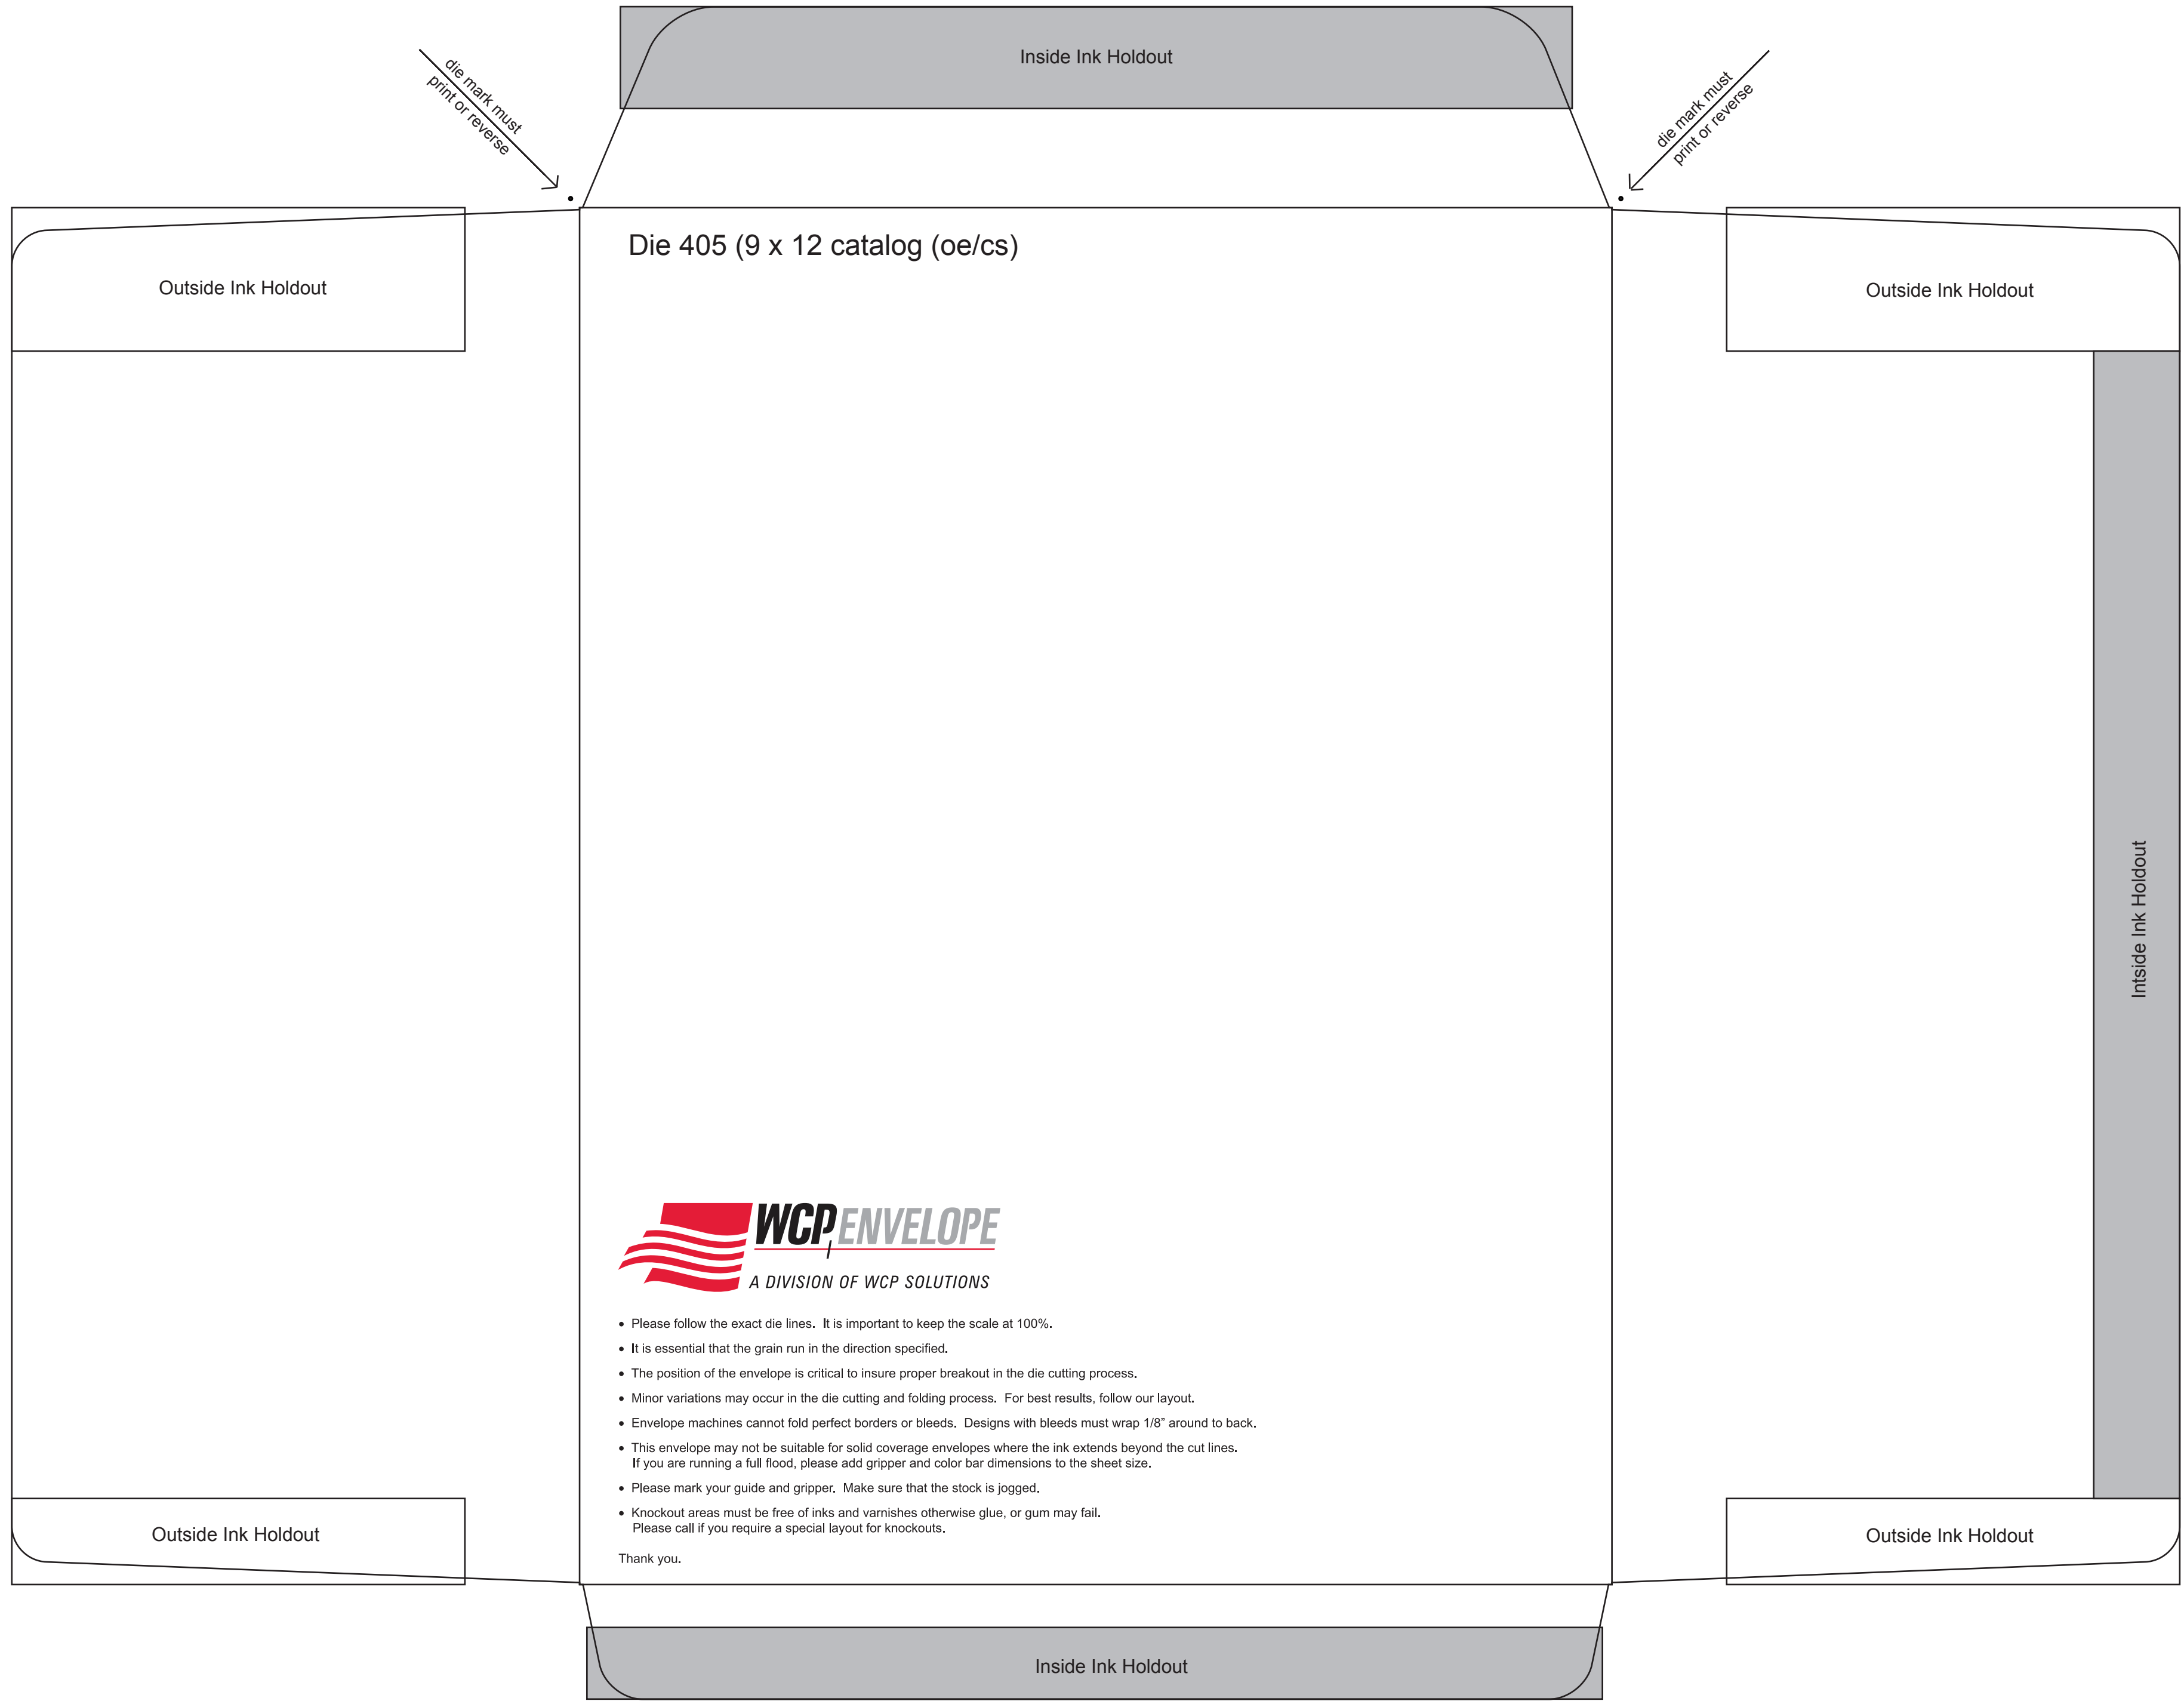 Inside Ink Holdout
die mark must
print or reverse
die mark must
print or reverse
Die 405 (9 x 12 catalog (oe/cs)
Outside Ink Holdout
Outside Ink Holdout
Intside Ink Holdout
WCP ENVELOPE
A DIVISION OF WCP SOLUTIONS
• Please follow the exact die lines. It is important to keep the scale at 100%.
• It is essential that the grain run in the direction specified.
• The position of the envelope is critical to insure proper breakout in the die cutting process.
• Minor variations may occur in the die cutting and folding process. For best results, follow our layout.
• Envelope machines cannot fold perfect borders or bleeds. Designs with bleeds must wrap 1/8” around to back.
• This envelope may not be suitable for solid coverage envelopes where the ink extends beyond the cut lines.
If you are running a full flood, please add gripper and color bar dimensions to the sheet size.
• Please mark your guide and gripper. Make sure that the stock is jogged.
• Knockout areas must be free of inks and varnishes otherwise glue, or gum may fail.
Please call if you require a special layout for knockouts.
Thank you.
Outside Ink Holdout
Outside Ink Holdout
Inside Ink Holdout